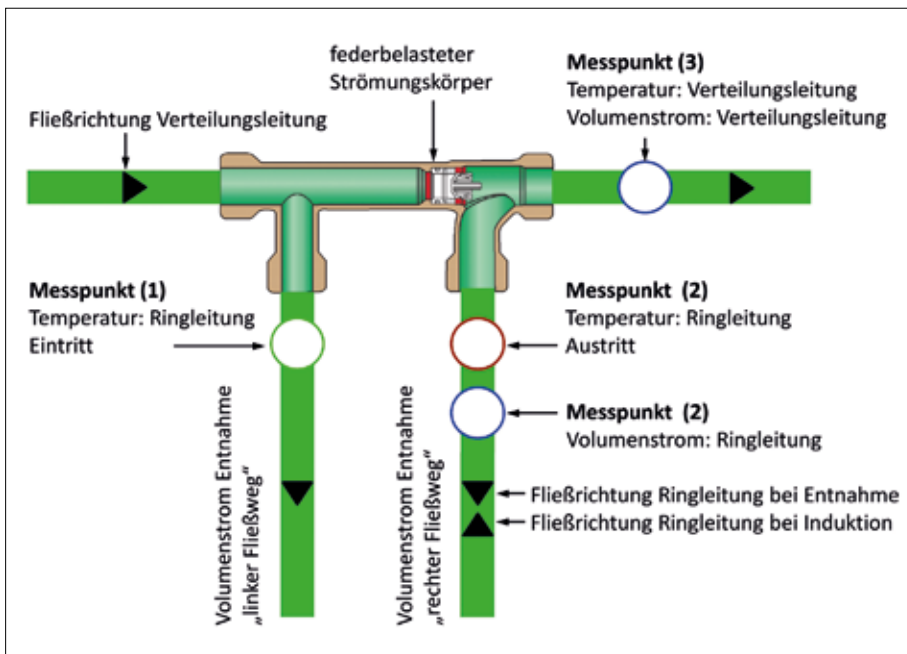 federbelasteter
Strömungskörper
Messpunkt (3)
Temperatur: Verteilungsleitung
Volumenstrom: Verteilungsleitung
Fließrichtung Verteilungsleitung
Messpunkt (1)
Temperatur: Ringleitung
Eintritt
Messpunkt (2)
Temperatur: Ringleitung
Austritt
Messpunkt (2)
Volumenstrom: Ringleitung
Volumenstrom Entnahme
„linker Fließweg“
Volumenstrom Entnahme
„rechter Fließweg“
Fließrichtung Ringleitung bei Entnahme
Fließrichtung Ringleitung bei Induktion